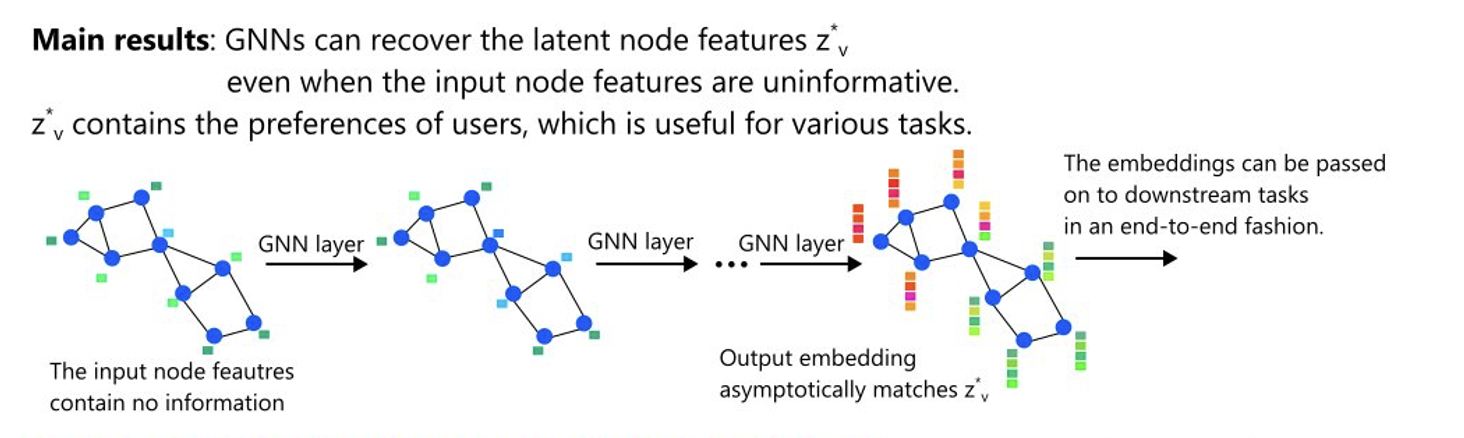 Main results: GNNs can recover the latent node features z*v
even when the input node features are uninformative.
z*v contains the preferences of users, which is useful for various tasks.
The embeddings can be passed
on to downstream tasks
in an end-to-end fashion.
GNN layer
GNN layer
...
GNN layer
The input node feautres
contain no information
Output embedding
asymptotically matches z*v